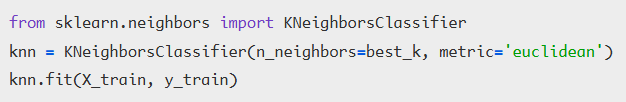 from sklearn.neighbors import KNeighborsClassifier
knn = KNeighborsClassifier(n_neighbors=best_k, metric='euclidean')
knn.fit(X_train, y_train)